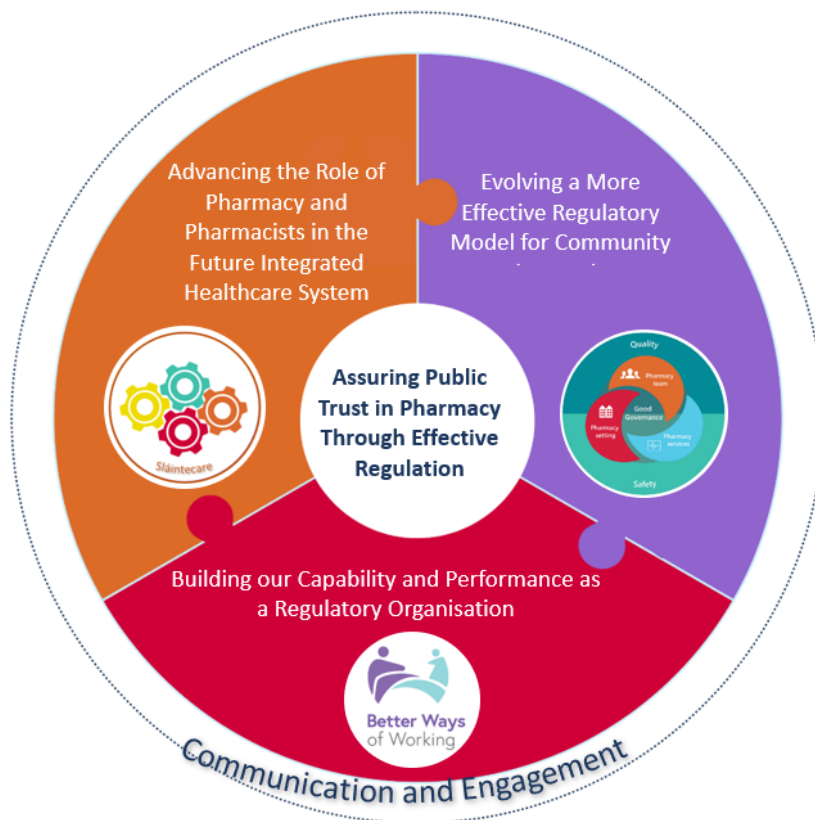 Advancing the Role of
Pharmacy and
Pharmacists in the
Future Integrated
Healthcare System
Sláintecare
Evolving a More
Effective Regulatory
Model for Community
Quality
Pharmacy
team
Good
Governance
Pharmacy
setting
Pharmacy
services
Safety
Assuring Public
Trust in Pharmacy
Through Effective
Regulation
Building our Capability and Performance as
a Regulatory Organisation
Better Ways
of Working
Communication and Engagement